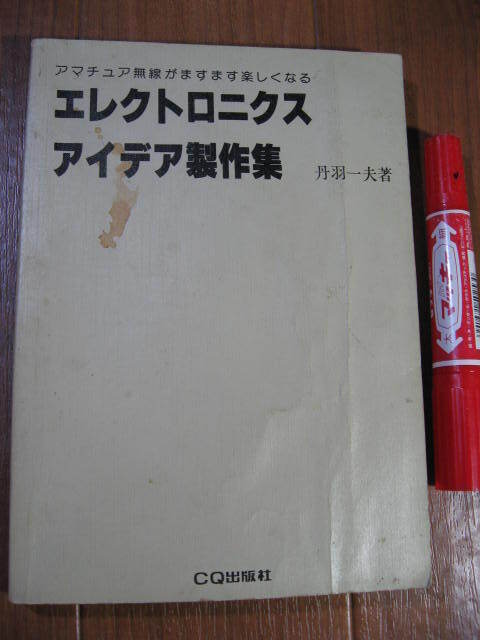 アマチュア無線がますます楽しくなる
エレクトロニクス
アイデア製作集
丹羽一夫著
CQ出版社